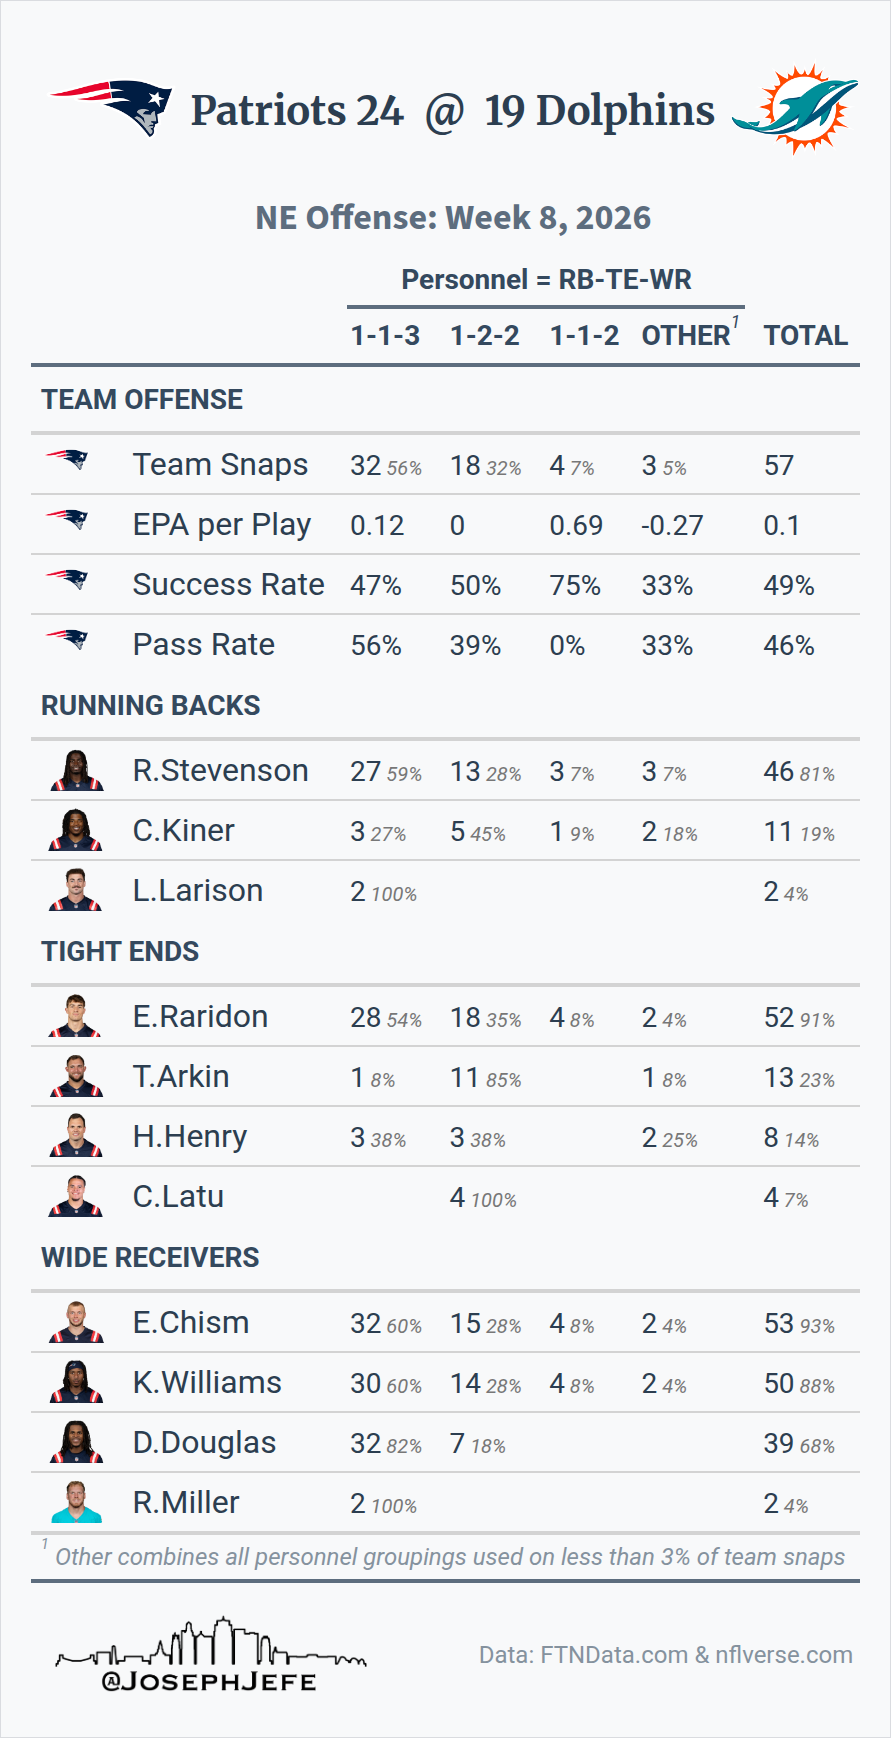 Patriots 24 @ 19 Dolphins
NE Offense: Week 8, 2026
Personnel = RB-TE-WR
1-1-3 1-2-2 1-1-2 OTHER1 TOTAL
TEAM OFFENSE
Team Snaps 32 56% 18 32% 4 7% 3 5% 57
EPA per Play 0.12 0 0.69 -0.27 0.1
Success Rate 47% 50% 75% 33% 49%
Pass Rate 56% 39% 0% 33% 46%
RUNNING BACKS
R.Stevenson 27 59% 13 28% 3 7% 3 7% 46 81%
C.Kiner 3 27% 5 45% 1 9% 2 18% 11 19%
L.Larison 2 100% 2 4%
TIGHT ENDS
E.Raridon 28 54% 18 35% 4 8% 2 4% 52 91%
T.Arkin 1 8% 11 85% 1 8% 13 23%
H.Henry 3 38% 3 38% 2 25% 8 14%
C.Latu 4 100% 4 7%
WIDE RECEIVERS
E.Chism 32 60% 15 28% 4 8% 2 4% 53 93%
K.Williams 30 60% 14 28% 4 8% 2 4% 50 88%
D.Douglas 32 82% 7 18% 39 68%
R.Miller 2 100% 2 4%
1 Other combines all personnel groupings used on less than 3% of team snaps
@JosephJefe
Data: FTNData.com & nflverse.com